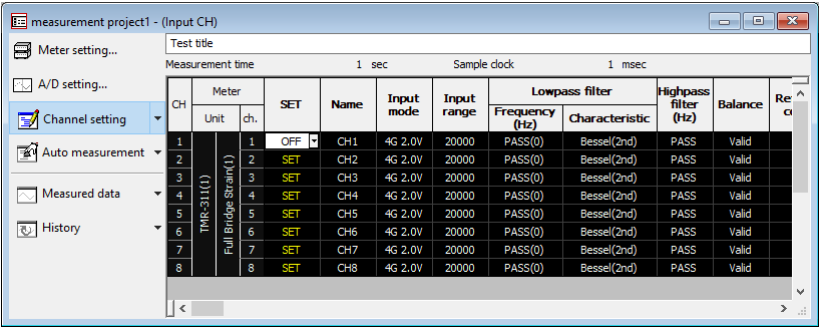 measurement project1 - (Input CH)
Meter setting...
A/D setting...
Channel setting
Auto measurement
Measured data
History
Test title
Measurement time 1 sec Sample clock 1 msec
CH Meter SET Name Input mode Input range Lowpass filter Highpass filter (Hz) Balance
Unit ch. Frequency (Hz) Characteristic
TMR-311(1)
Full Bridge Strain(1)
1 1 OFF CH1 4G 2.0V 20000 PASS(0) Bessel(2nd) PASS Valid
2 2 SET CH2 4G 2.0V 20000 PASS(0) Bessel(2nd) PASS Valid
3 3 SET CH3 4G 2.0V 20000 PASS(0) Bessel(2nd) PASS Valid
4 4 SET CH4 4G 2.0V 20000 PASS(0) Bessel(2nd) PASS Valid
5 5 SET CH5 4G 2.0V 20000 PASS(0) Bessel(2nd) PASS Valid
6 6 SET CH6 4G 2.0V 20000 PASS(0) Bessel(2nd) PASS Valid
7 7 SET CH7 4G 2.0V 20000 PASS(0) Bessel(2nd) PASS Valid
8 8 SET CH8 4G 2.0V 20000 PASS(0) Bessel(2nd) PASS Valid